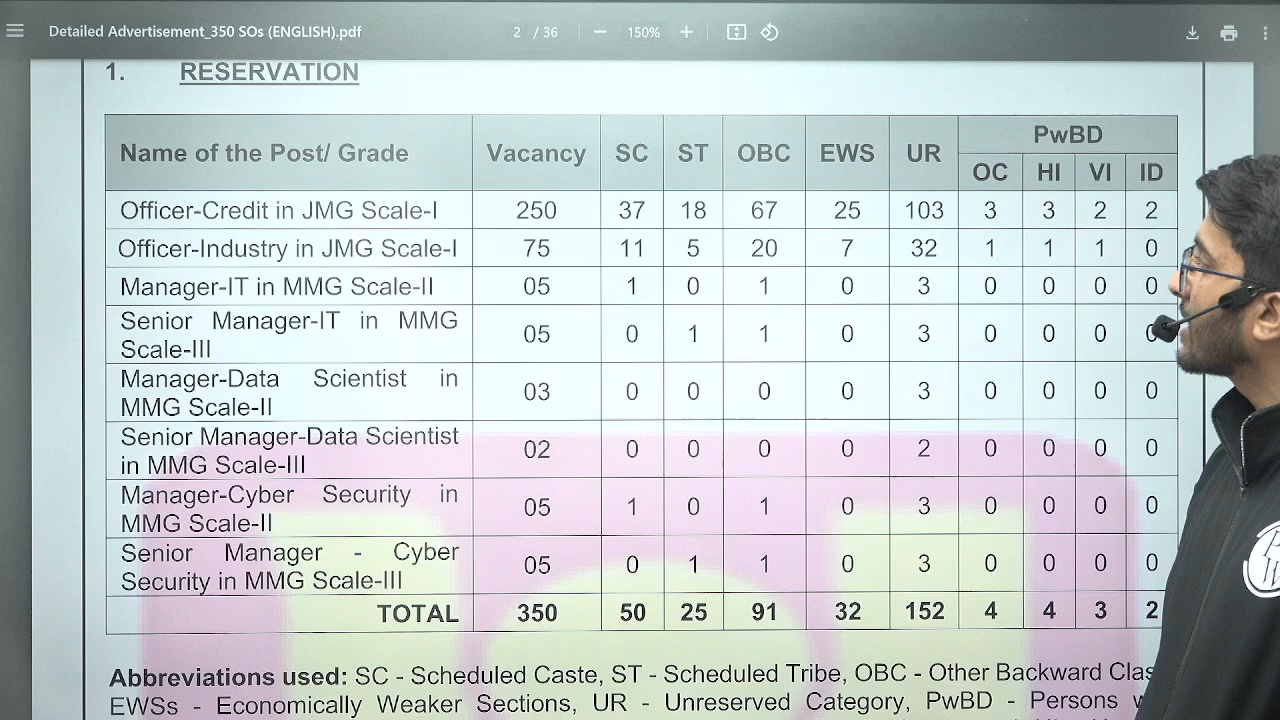 Detailed Advertisement_350 SOs (ENGLISH).pdf 2 / 36 150%
1. RESERVATION
Name of the Post/ Grade Vacancy SC ST OBC EWS UR PwBD
OC HI VI ID
Officer-Credit in JMG Scale-I 250 37 18 67 25 103 3 3 2 2
Officer-Industry in JMG Scale-I 75 11 5 20 7 32 1 1 1 0
Manager-IT in MMG Scale-II 05 1 0 1 0 3 0 0 0 0
Senior Manager-IT in MMG
Scale-III 05 0 1 1 0 3 0 0 0 0
Manager-Data Scientist in
MMG Scale-II 03 0 0 0 0 3 0 0 0 0
Senior Manager-Data Scientist
in MMG Scale-III 02 0 0 0 0 2 0 0 0 0
Manager-Cyber Security in
MMG Scale-II 05 1 0 1 0 3 0 0 0 0
Senior Manager - Cyber
Security in MMG Scale-III 05 0 1 1 0 3 0 0 0 0
TOTAL 350 50 25 91 32 152 4 4 3 2
Abbreviations used: SC - Scheduled Caste, ST - Scheduled Tribe, OBC - Other Backward
EWSs - Economically Weaker Sections, UR - Unreserved Category, PwBD - Persons